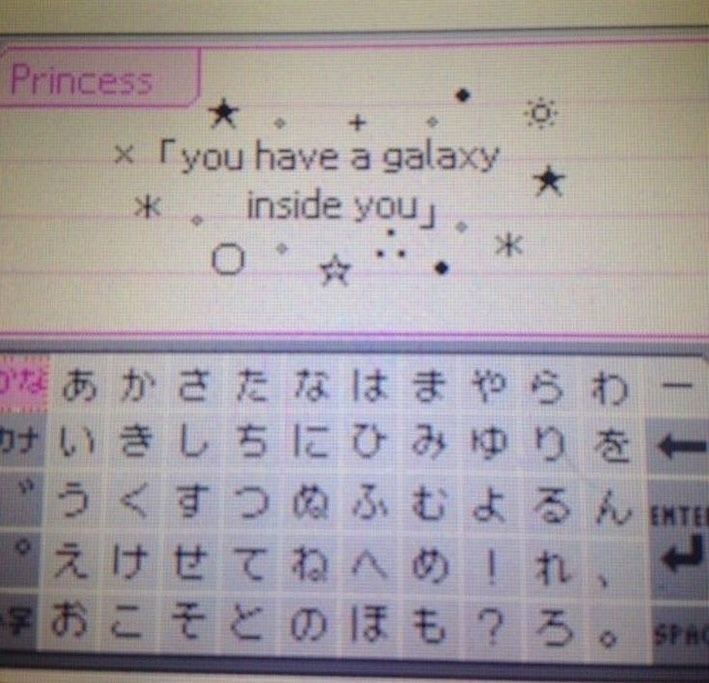 Princess
「you have a galaxy
inside you」
かな あ か さ た な は ま や ら わ ー
カナ い き し ち に ひ み ゆ り を ←
゛ う く す つ ぬ ふ む よ る ん ENTER
゜ え け せ て ね へ め ! れ 、
お こ そ と の ほ も ? ろ 。 SPAC